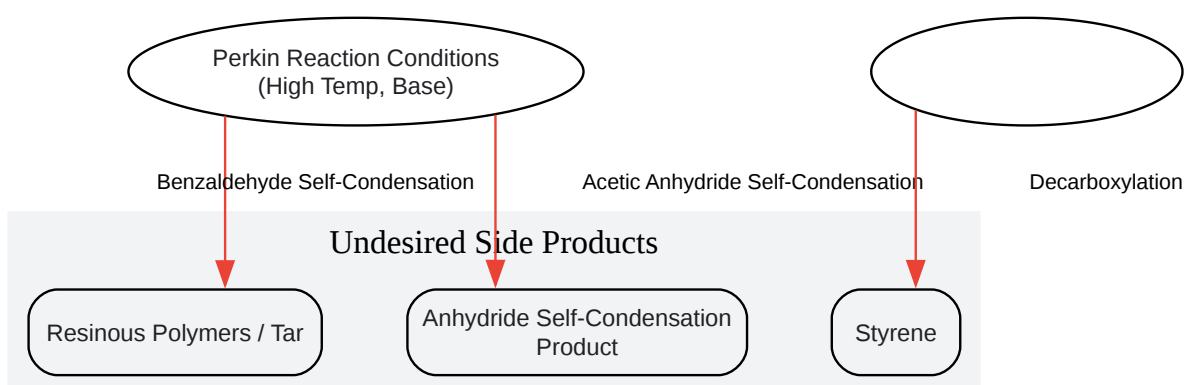 Perkin Reaction Conditions
(High Temp, Base)
Benzaldehyde Self-Condensation
Acetic Anhydride Self-Condensation
Decarboxylation
Undesired Side Products
Resinous Polymers / Tar
Anhydride Self-Condensation
Product
Styrene